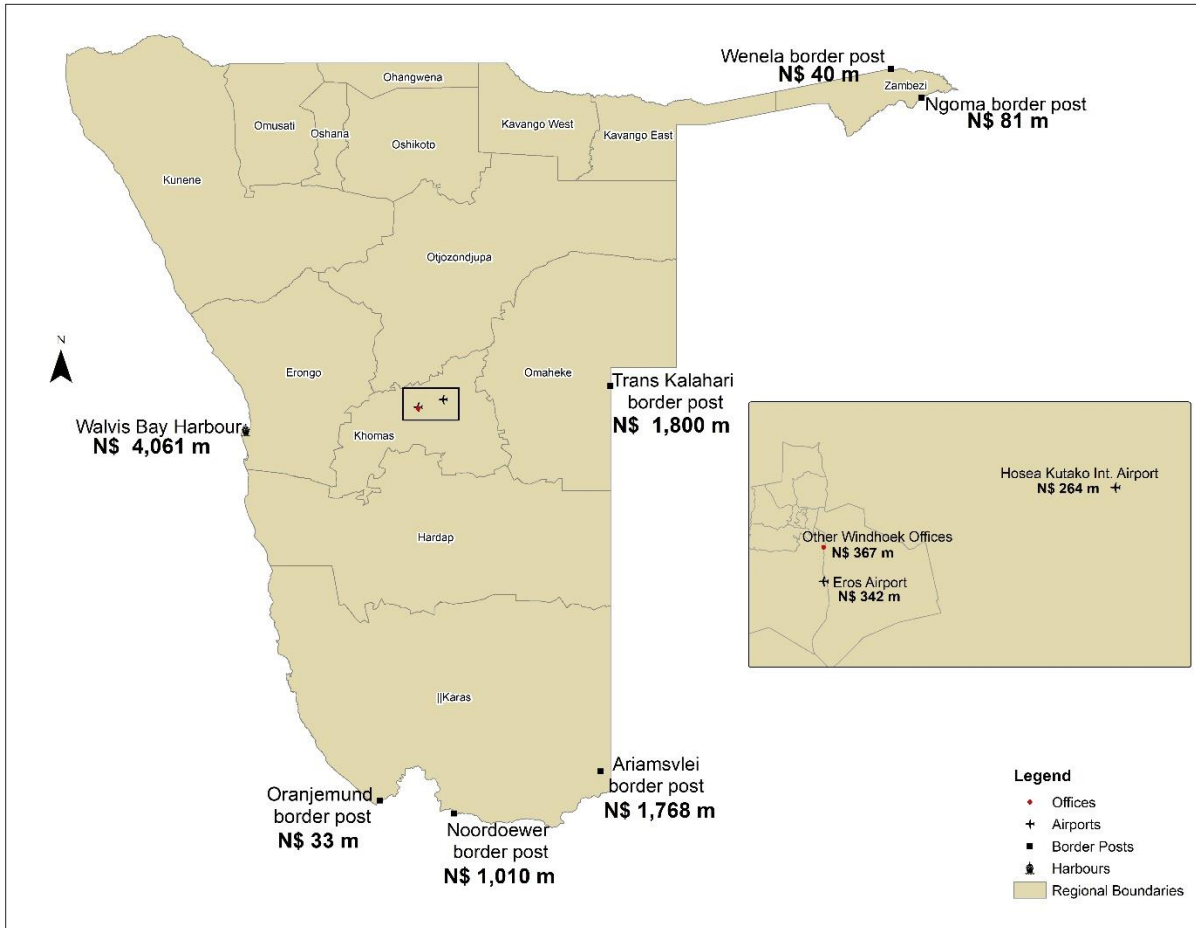 Wenela border post
N$ 40 m
Zambezi
Ngoma border post
N$ 81 m
Ohangwena
Omusati
Oshana
Oshikoto
Kavango West
Kavango East
Kunene
Otjozondjupa
N
Erongo
Omaheke
Trans Kalahari
border post
N$ 1,800 m
Walvis Bay Harbour
N$ 4,061 m
Khomas
Hardap
Hosea Kutako Int. Airport
N$ 264 m
Other Windhoek Offices
N$ 367 m
Eros Airport
N$ 342 m
||Karas
Ariamsvlei
border post
N$ 1,768 m
Oranjemund
border post
N$ 33 m
Noordoewer
border post
N$ 1,010 m
Legend
Offices
Airports
Border Posts
Harbours
Regional Boundaries